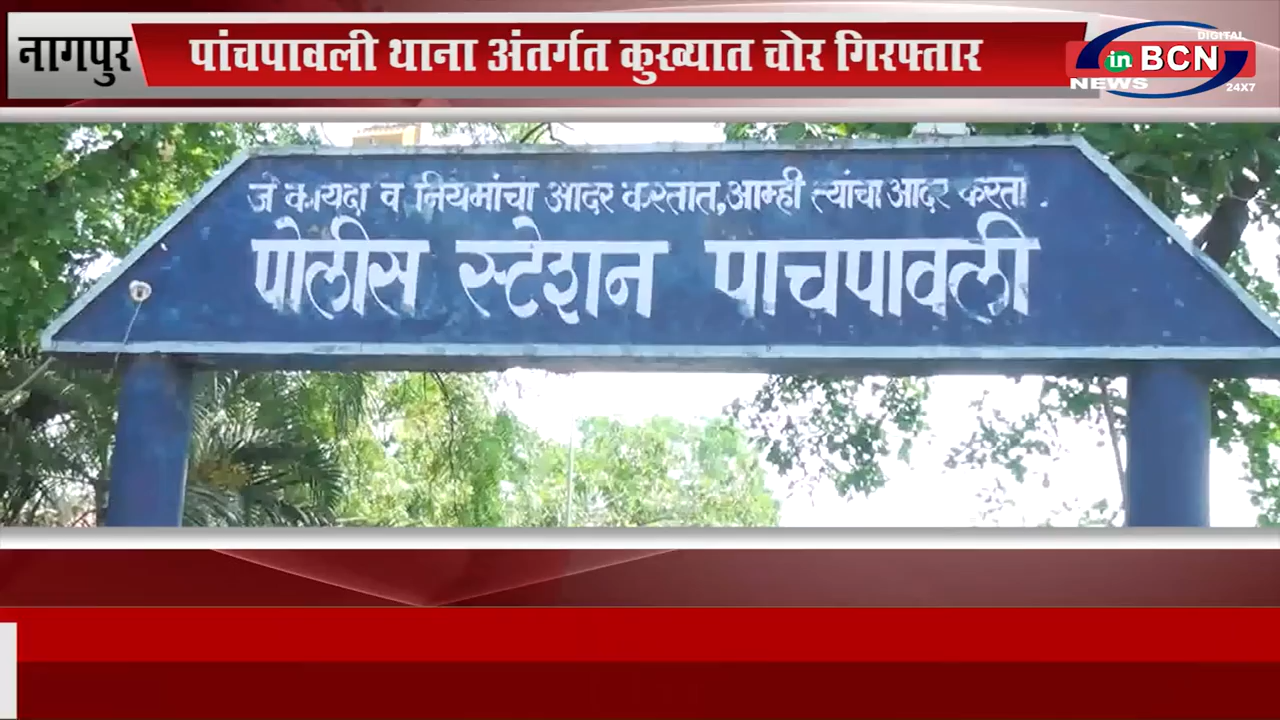 नागपुर
पांचपावली थाना अंतर्गत कुख्यात चोर गिरफ्तार
DIGITAL
in BCN
NEWS
24X7
जे कायदा व नियमांचा आदर करतात,आम्ही त्यांचा आदर करतो.
पोलीस स्टेशन पाचपावली